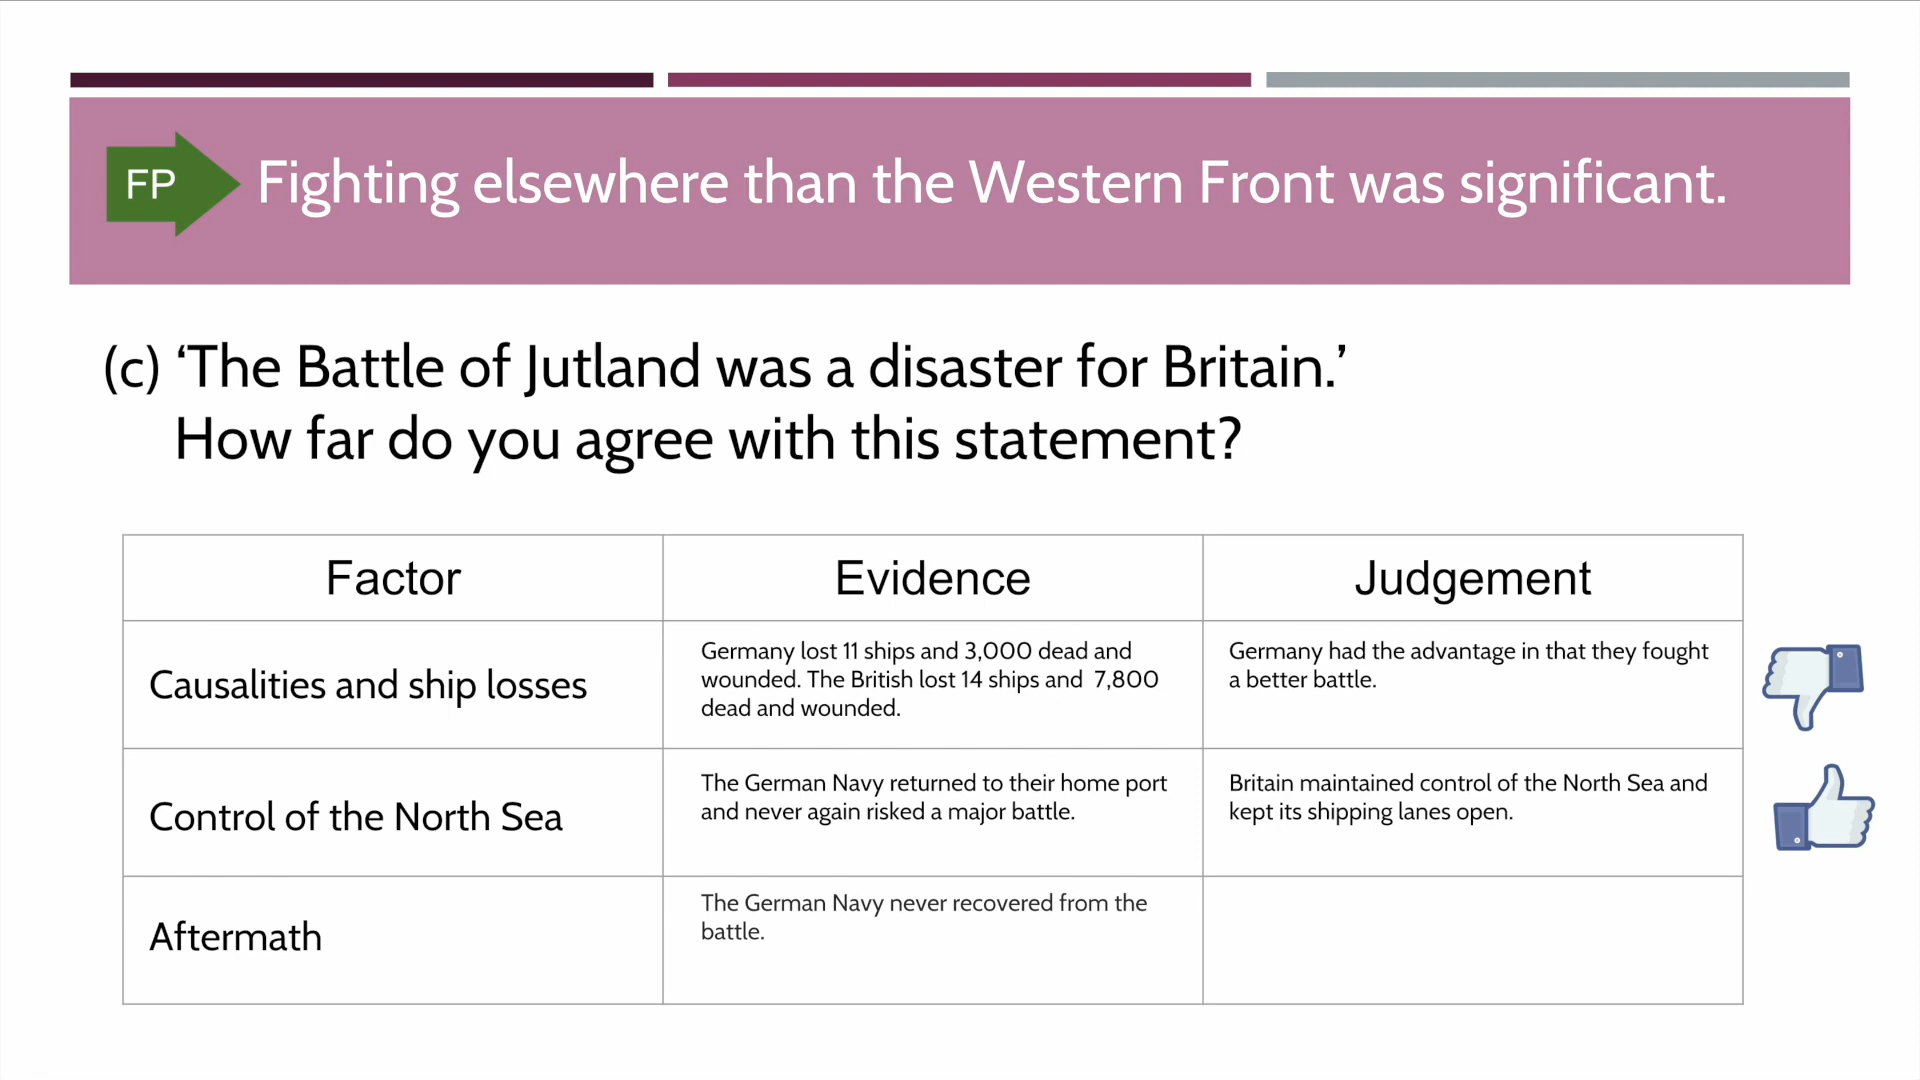 FP
Fighting elsewhere than the Western Front was significant.
(c) ‘The Battle of Jutland was a disaster for Britain.’
How far do you agree with this statement?
Factor
Evidence
Judgement
Causalities and ship losses
Germany lost 11 ships and 3,000 dead and
wounded. The British lost 14 ships and 7,800
dead and wounded.
Germany had the advantage in that they fought
a better battle.
Control of the North Sea
The German Navy returned to their home port
and never again risked a major battle.
Britain maintained control of the North Sea and
kept its shipping lanes open.
Aftermath
The German Navy never recovered from the
battle.